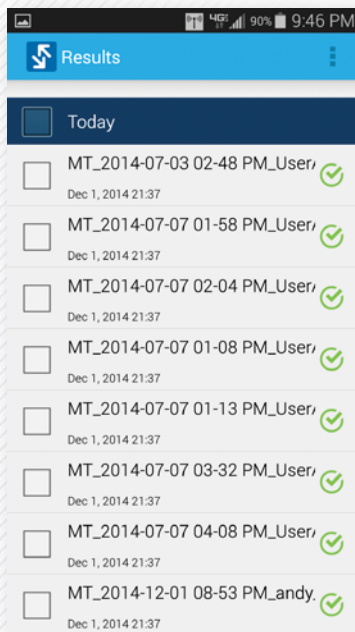 4G 90% 9:46 PM
Results
Today
MT_2014-07-03 02-48 PM_User
Dec 1, 2014 21:37
MT_2014-07-07 01-58 PM_User
Dec 1, 2014 21:37
MT_2014-07-07 02-04 PM_User
Dec 1, 2014 21:37
MT_2014-07-07 01-08 PM_User
Dec 1, 2014 21:37
MT_2014-07-07 01-13 PM_User
Dec 1, 2014 21:37
MT_2014-07-07 03-32 PM_User
Dec 1, 2014 21:37
MT_2014-07-07 04-08 PM_User
Dec 1, 2014 21:37
MT_2014-12-01 08-53 PM_andy.
Dec 1, 2014 21:37